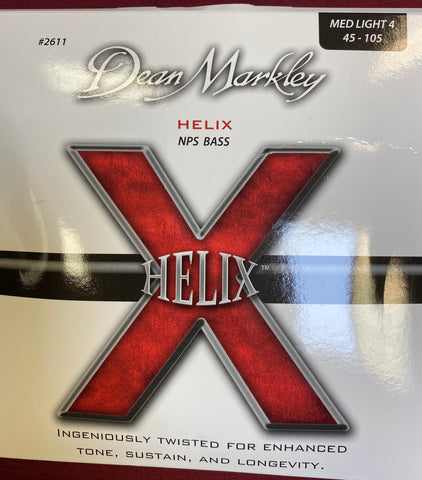 #2611
MED LIGHT 4
45 - 105
Dean Markley
HELIX
NPS BASS
X
HELIX™
INGENIOUSLY TWISTED FOR ENHANCED
TONE, SUSTAIN, AND LONGEVITY.